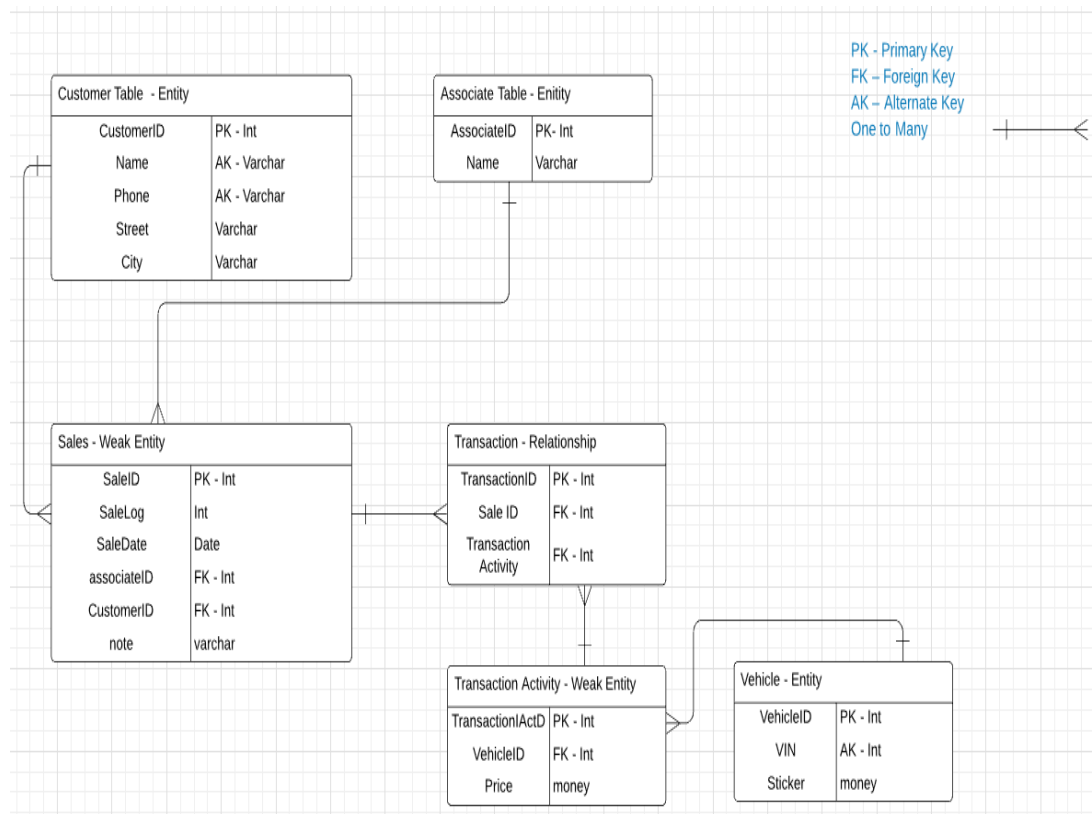 PK - Primary Key
FK – Foreign Key
AK – Alternate Key
One to Many
Customer Table - Entity
CustomerID PK - Int
Name AK - Varchar
Phone AK - Varchar
Street Varchar
City Varchar
Associate Table - Enitity
AssociateID PK- Int
Name Varchar
Sales - Weak Entity
SaleID PK - Int
SaleLog Int
SaleDate Date
associateID FK - Int
CustomerID FK - Int
note varchar
Transaction - Relationship
TransactionID PK - Int
Sale ID FK - Int
Transaction
Activity FK - Int
Transaction Activity - Weak Entity
TransactionIActD PK - Int
VehicleID FK - Int
Price money
Vehicle - Entity
VehicleID PK - Int
VIN AK - Int
Sticker money